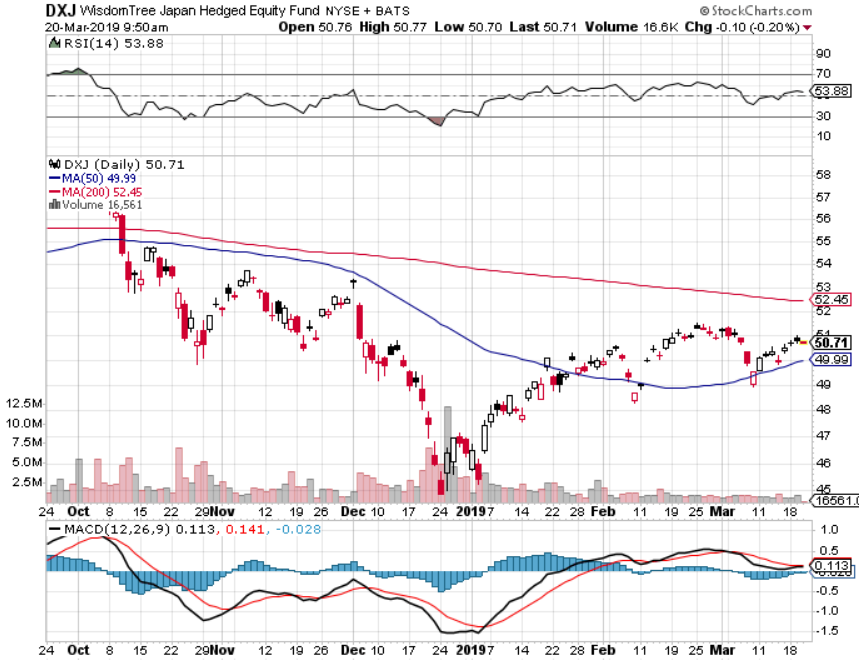 DXJ WisdomTree Japan Hedged Equity Fund NYSE + BATS © StockCharts.com
20-Mar-2019 9:50am Open 50.76 High 50.77 Low 50.70 Last 50.71 Volume 16.6K Chg -0.10 (-0.20%)
RSI(14) 53.88
90
70
53.88
30
10
DXJ (Daily) 50.71
MA(50) 49.99
MA(200) 52.45
Volume 16,561
58
57
56
55
54
53
52.45
52
51
50.71
49.99
49
48
47
46
45
12.5M
10.0M
7.5M
5.0M
2.5M
16561.0
24 Oct 8 15 22 29 Nov 12 19 26 Dec 10 17 24 2019 7 14 22 28 Feb 11 19 25 Mar 11 18
MACD(12,26,9) 0.113, 0.141, -0.028
1.0
0.5
0.113
-0.5
-1.0
-1.5
24 Oct 8 15 22 29 Nov 12 19 26 Dec 10 17 24 2019 7 14 22 28 Feb 11 19 25 Mar 11 18